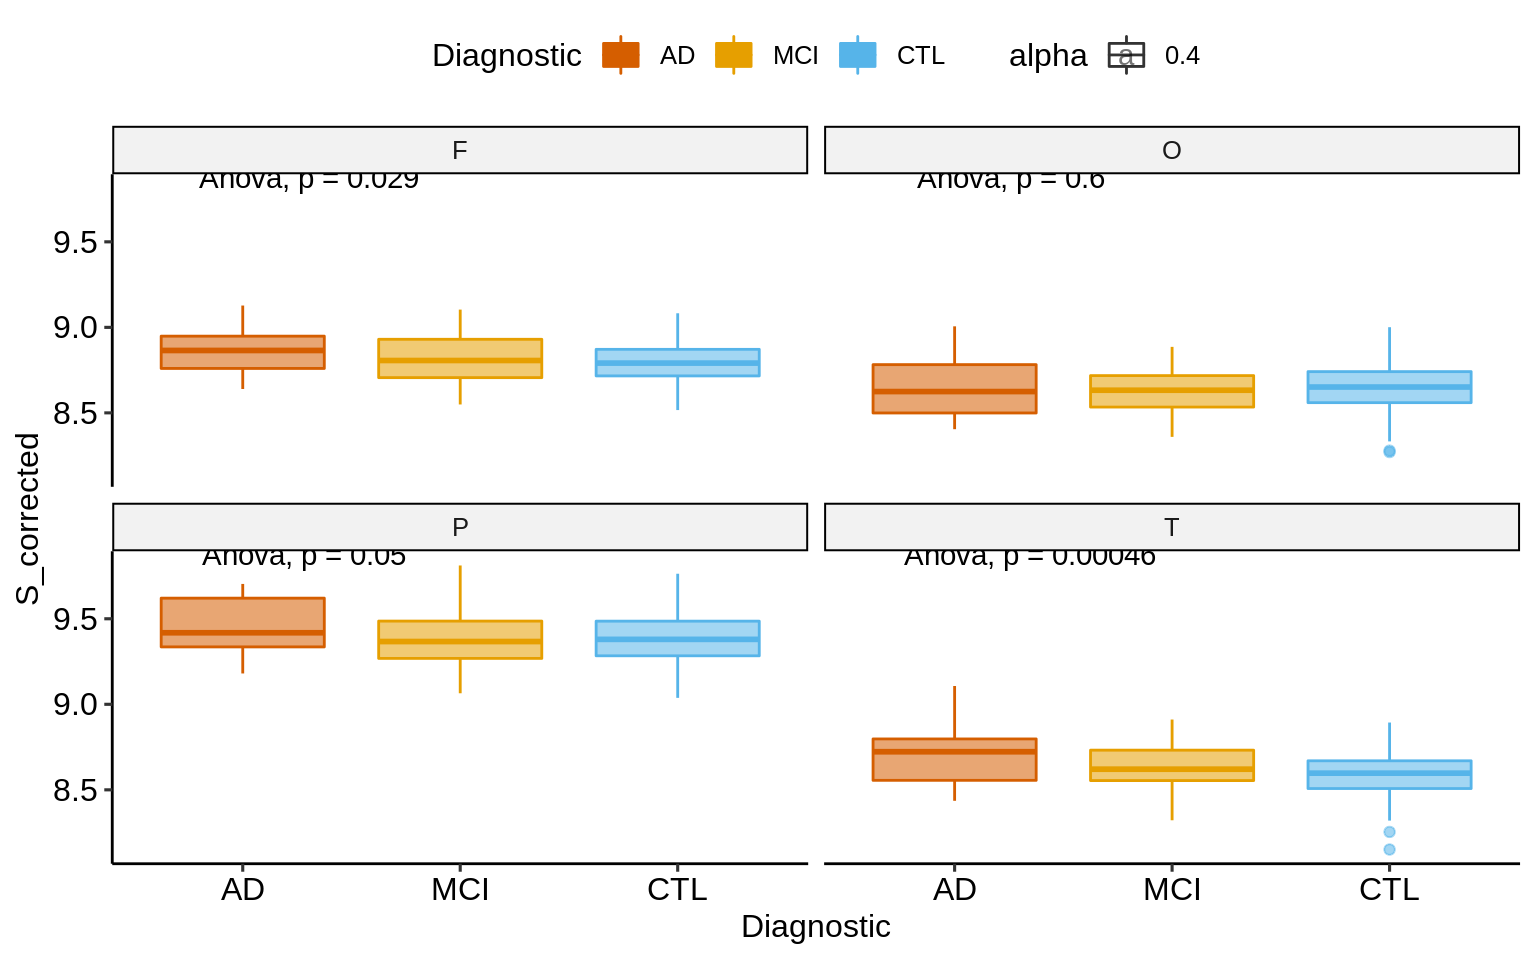 Diagnostic AD MCI CTL alpha a 0.4
F O
Anova, p = 0.029 Anova, p = 0.6
9.5
9.0
8.5
S_corrected
P T
Anova, p = 0.05 Anova, p = 0.00046
9.5
9.0
8.5
AD MCI CTL AD MCI CTL
Diagnostic